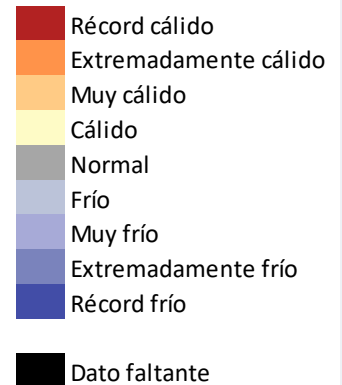 Récord cálido
Extremadamente cálido
Muy cálido
Cálido
Normal
Frío
Muy frío
Extremadamente frío
Récord frío
Dato faltante